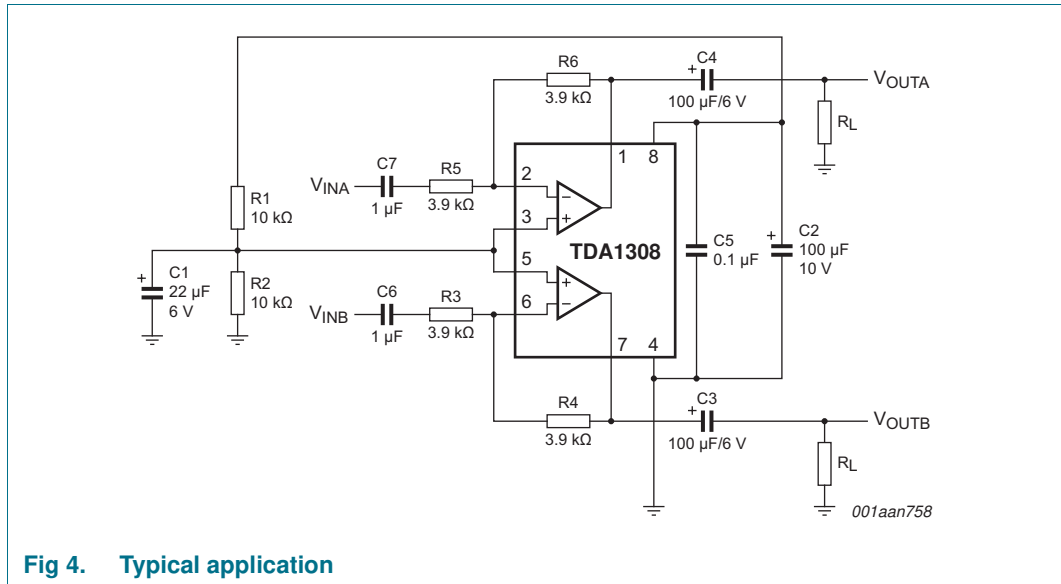 R6
3.9 kΩ
C4
+
100 μF/6 V
VOUTA
RL
1
8
C7
VINA
1 μF
R5
3.9 kΩ
2
−
3
+
R1
10 kΩ
TDA1308
C5
0.1 μF
+
C2
100 μF
10 V
+
C1
22 μF
6 V
R2
10 kΩ
5
+
6
−
C6
VINB
1 μF
R3
3.9 kΩ
7
4
R4
3.9 kΩ
C3
+
100 μF/6 V
VOUTB
RL
001aan758
Fig 4. Typical application